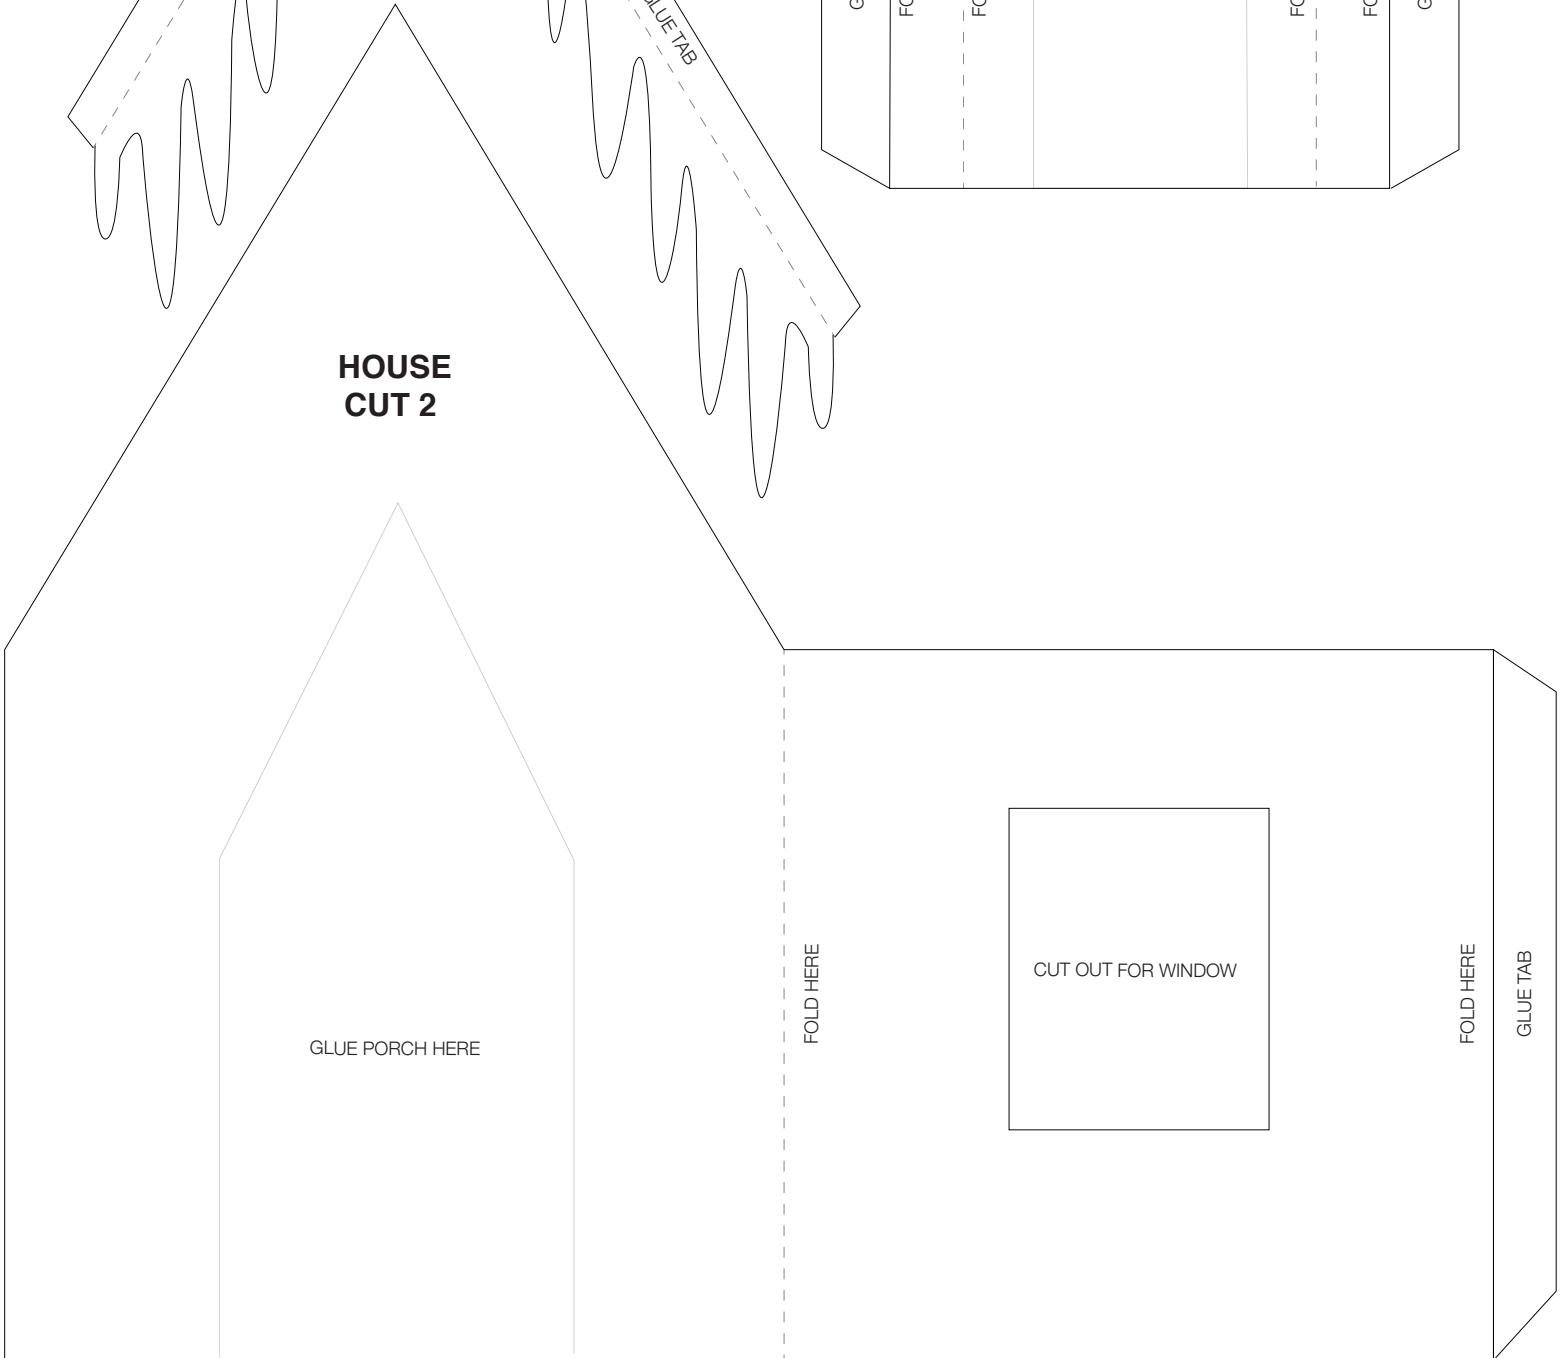 GLUE TAB
HOUSE
CUT 2
GLUE PORCH HERE
FOLD HERE
CUT OUT FOR WINDOW
FOLD HERE
GLUE TAB